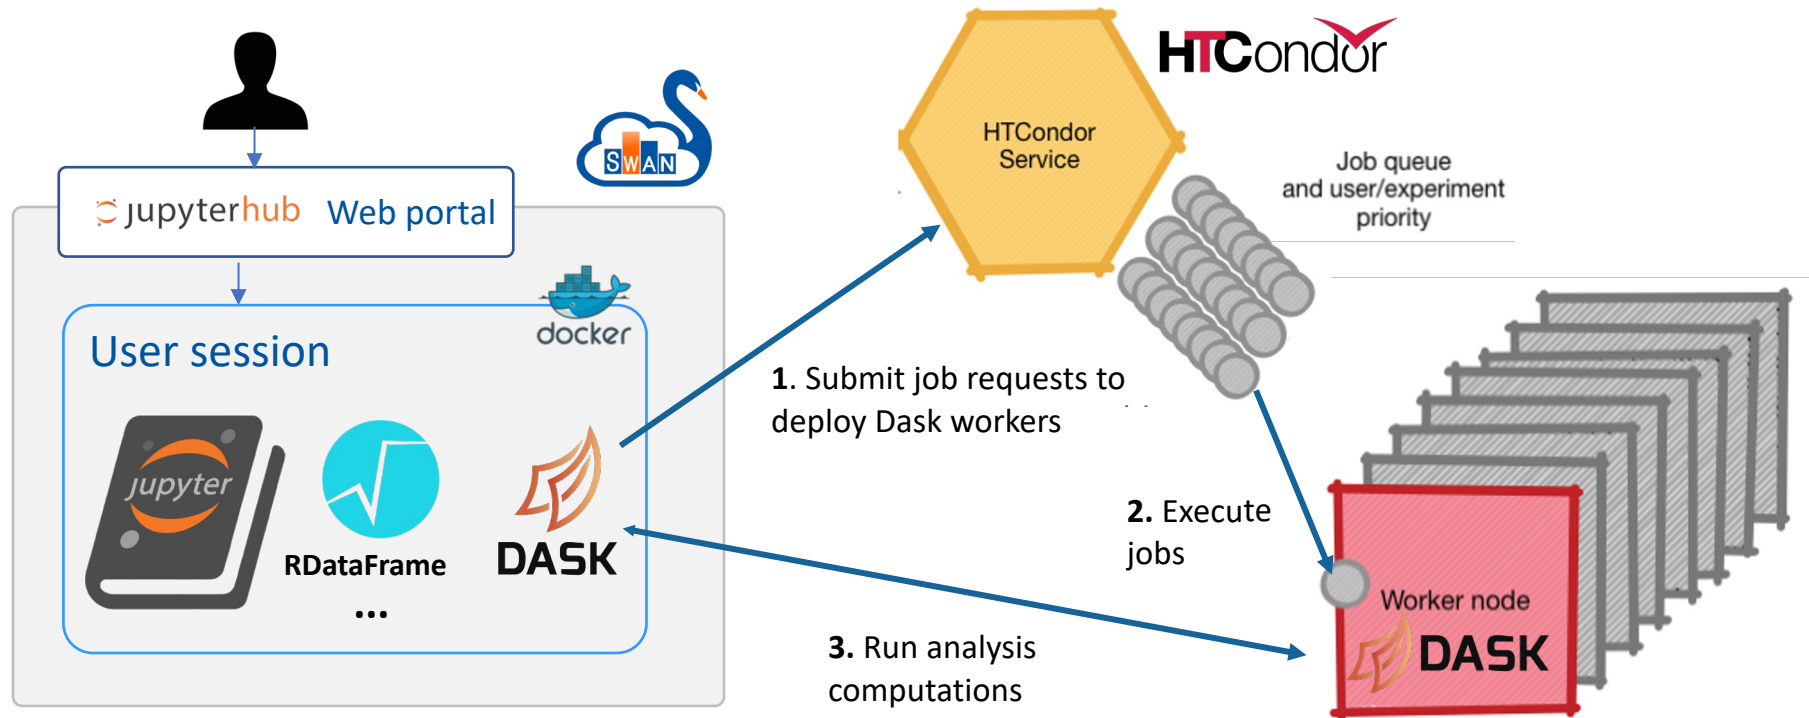 SWAN
jupyterhub Web portal
docker
User session
jupyter
RDataFrame
...
DASK
HTCondor
HTCondor
Service
Job queue
and user/experiment
priority
1. Submit job requests to
deploy Dask workers
2. Execute
jobs
3. Run analysis
computations
Worker node
DASK